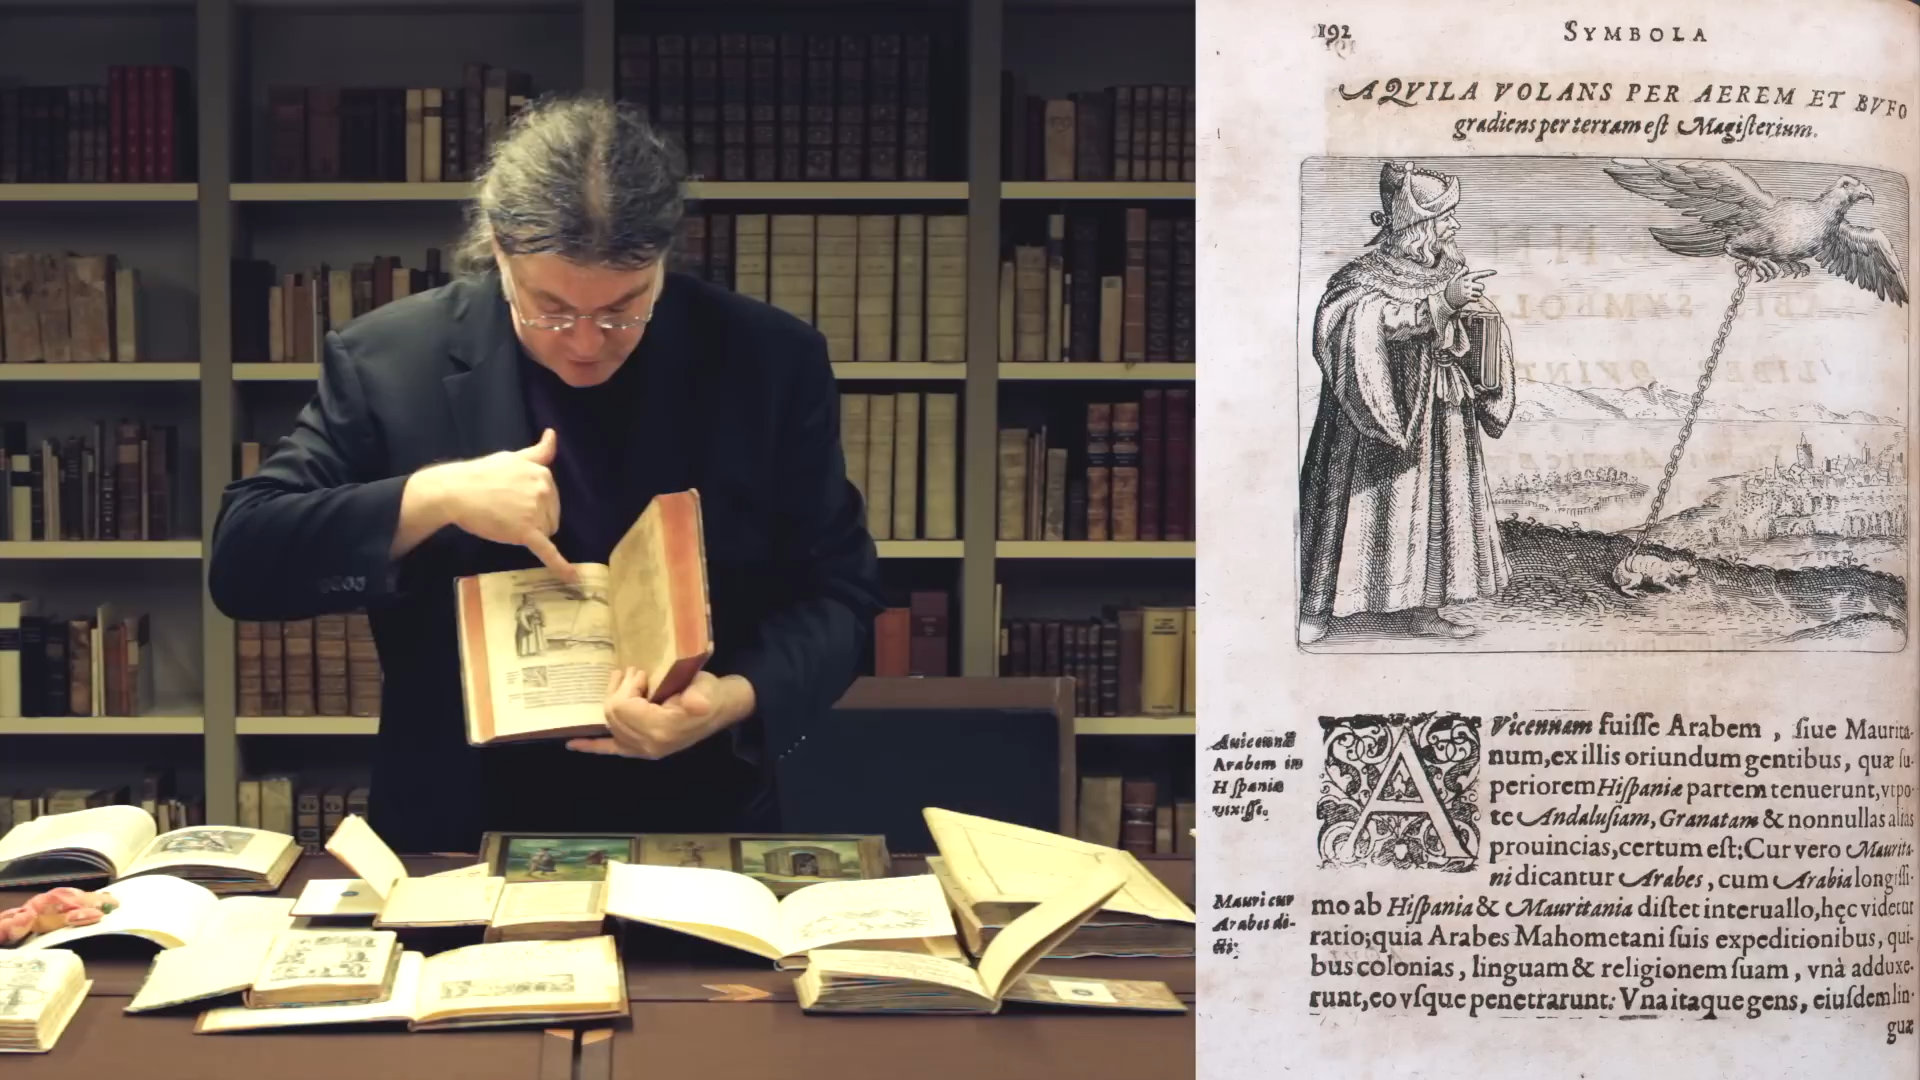 192 SYMBOLA
AQVILA VOLANS PER AEREM ET BVFO
gradiens per terram est Magisterium.
Auicennã
Arabem in
Hispania
vixisse.
AVicennam fuisse Arabem, siue Maurita-
num, ex illis oriundum gentibus, quæ su-
periorem Hispaniæ partem tenuerunt, vtpo-
te Andalusiam, Granatam & nonnullas alias
prouincias, certum est: Cur vero Maurita-
ni dicantur Arabes, cum Arabia longissi-
Mauri cur
Arabes di-
cti;
mo ab Hispania & Mauritania distet interuallo, hęc videtur
ratio; quia Arabes Mahometani suis expeditionibus, qui-
bus colonias, linguam & religionem suam, vnà adduxe-
runt, eo vsque penetrarunt: Vna itaque gens, eiusdem lin-
guæ